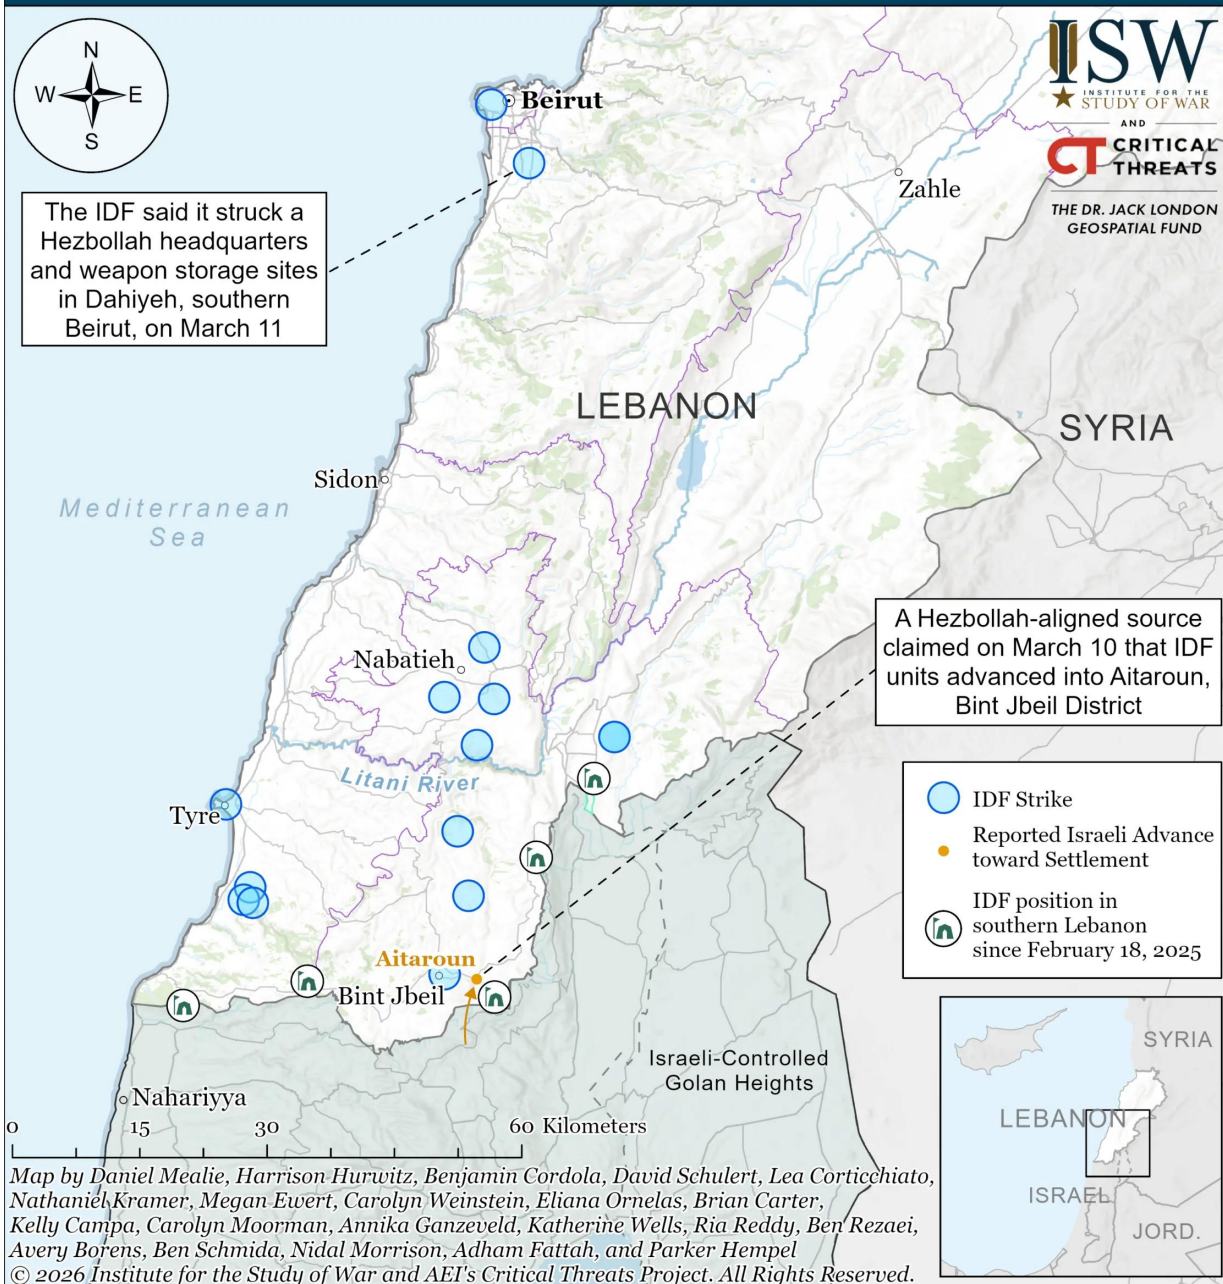 N
W
E
S
ISW
INSTITUTE FOR THE
STUDY OF WAR
AND
CT CRITICAL
THREATS
THE DR. JACK LONDON
GEOSPATIAL FUND
Beirut
Zahle
The IDF said it struck a
Hezbollah headquarters
and weapon storage sites
in Dahiyeh, southern
Beirut, on March 11
LEBANON
SYRIA
Sidon
Mediterranean
Sea
A Hezbollah-aligned source
claimed on March 10 that IDF
units advanced into Aitaroun,
Bint Jbeil District
Nabatieh
Litani River
Tyre
IDF Strike
Reported Israeli Advance
toward Settlement
IDF position in
southern Lebanon
since February 18, 2025
Aitaroun
Bint Jbeil
Israeli-Controlled
Golan Heights
Nahariyya
0 15 30 60 Kilometers
SYRIA
LEBANON
ISRAEL
JORD.
Map by Daniel Mealie, Harrison Hurwitz, Benjamin Cordola, David Schulert, Lea Corticchiato,
Nathaniel Kramer, Megan Ewert, Carolyn Weinstein, Eliana Ornelas, Brian Carter,
Kelly Campa, Carolyn Moorman, Annika Ganzeveld, Katherine Wells, Ria Reddy, Ben Rezaei,
Avery Borens, Ben Schmida, Nidal Morrison, Adham Fattah, and Parker Hempel
© 2026 Institute for the Study of War and AEI's Critical Threats Project. All Rights Reserved.